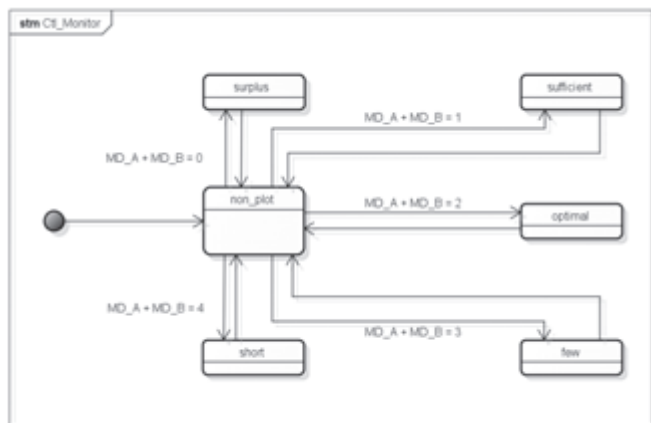 stm Ctl_Monitor
surplus
sufficient
MD_A + MD_B = 1
MD_A + MD_B = 0
non_plot
MD_A + MD_B = 2
optimal
MD_A + MD_B = 4
MD_A + MD_B = 3
short
few